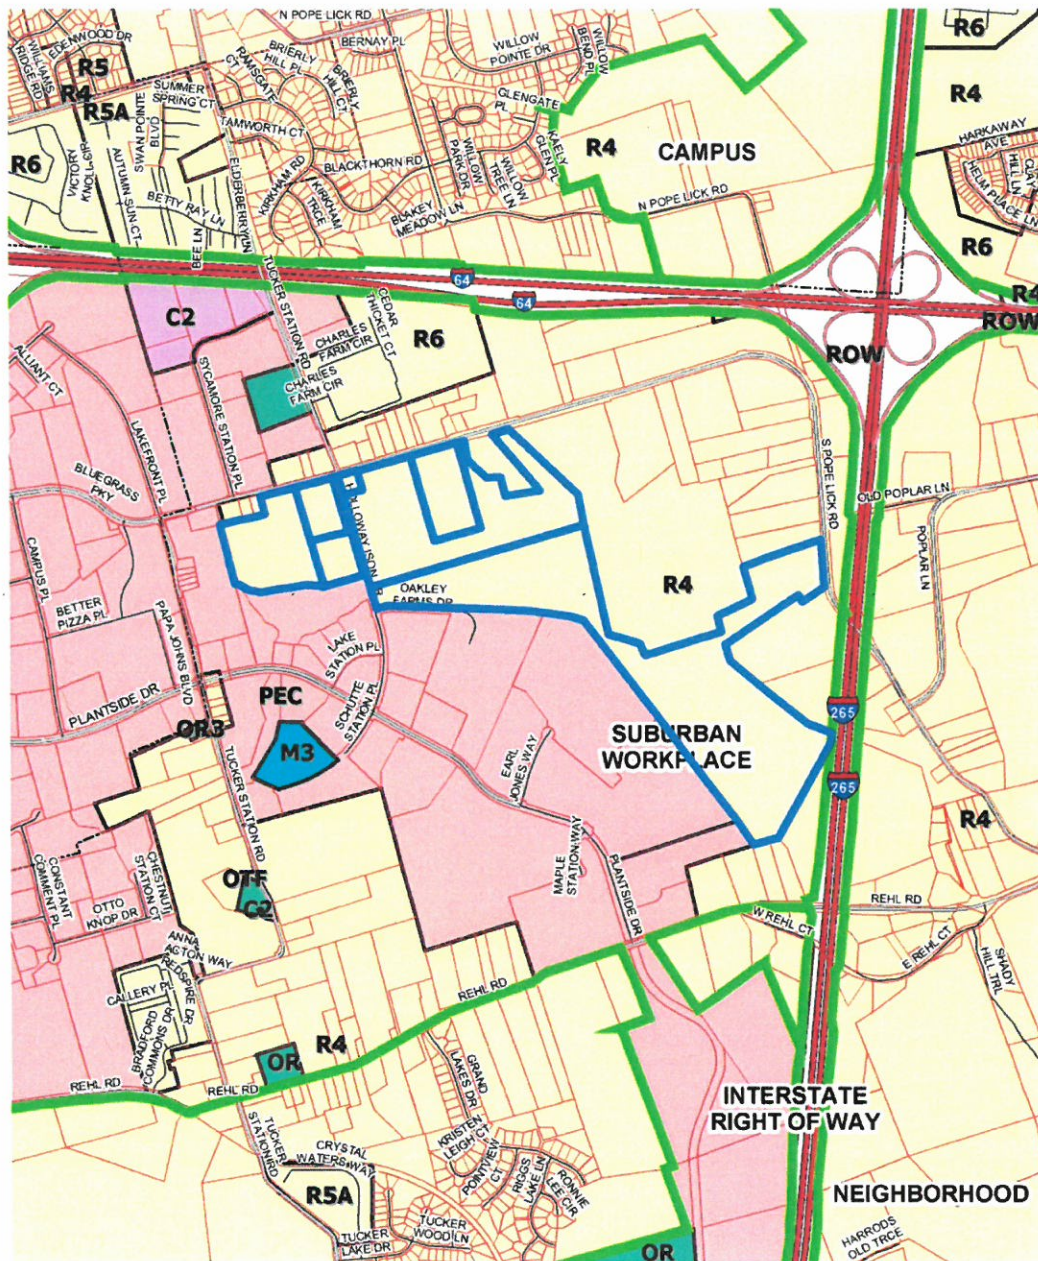 N POPE LICK RD
EDENWOOD DR
WILLIAMS
RIDGE RD
R5
R4
R5A
SUMMER
SPRING CT
RAMSGATE
CT
BRIERLY
HILL PL
BRIERLY
HILL CT
BERNAY PL
WILLOW
POINTE DR
WILLOW
BEND PL
R6
R4
GLENGATE
PL
KAELY
GLEN PL
R4
CAMPUS
HARKAWAY
AVE
SWAN POINTE
BLVD
TAMWORTH CT
R6
VICTORY
KNOLL CIR
AUTUMN SUN CT
ELDERBERRY LN
KIRKHAM RD
BLACKTHORN RD
KIRKHAM
TRCE
WILLOW
PARK DR
WILLOW
TREE LN
BLAKEY
MEADOW LN
N POPE LICK RD
HELM PLACE LN
HILL LN
CLAY
BETTY RAY LN
BEE LN
R6
R4
ROW
64
64
TUCKER STATION RD
CEDAR
THICKET CT
C2
CHARLES
FARM CIR
R6
CHARLES
FARM CIR
ROW
ALLIANT CT
SYCAMORE STATION PL
LAKEFRONT PL
S POPE LICK RD
BLUEGRASS
PKY
OLD POPLAR LN
POPLAR LN
CAMPUS PL
OAKLEY
FARMS DR
R4
BETTER
PIZZA PL
PAPA JOHNS BLVD
LAKE
STATION PL
SCHUTTE
STATION PL
PLANTSIDE DR
PEC
OR3
M3
265
SUBURBAN
WORKPLACE
EARL
JONES WAY
265
TUCKER STATION RD
R4
MAPLE
STATION WAY
PLANTSIDE DR
CONSTANT
COMMENT PL
CHESTNUT
STATION CT
OTTO
KNOP DR
OTF
C2
REHL RD
W REHL CT
E REHL CT
SHADY
HILL TRL
ANNA
ACTON WAY
REDSPIRE DR
CALLERY PL
BRADFORD
COMMONS DR
REHL RD
R4
OR
REHL RD
REHL RD
GRAND
LAKES DR
INTERSTATE
RIGHT OF WAY
TUCKER
STATION RD
KRISTEN
LEIGH CT
POINTVIEW
CT
RIGGS
LAKE LN
RONNIE
LEE CIR
CRYSTAL
WATERS WAY
R5A
TUCKER
LAKE DR
TUCKER
WOOD LN
NEIGHBORHOOD
HARRODS
OLD TRCE
OR